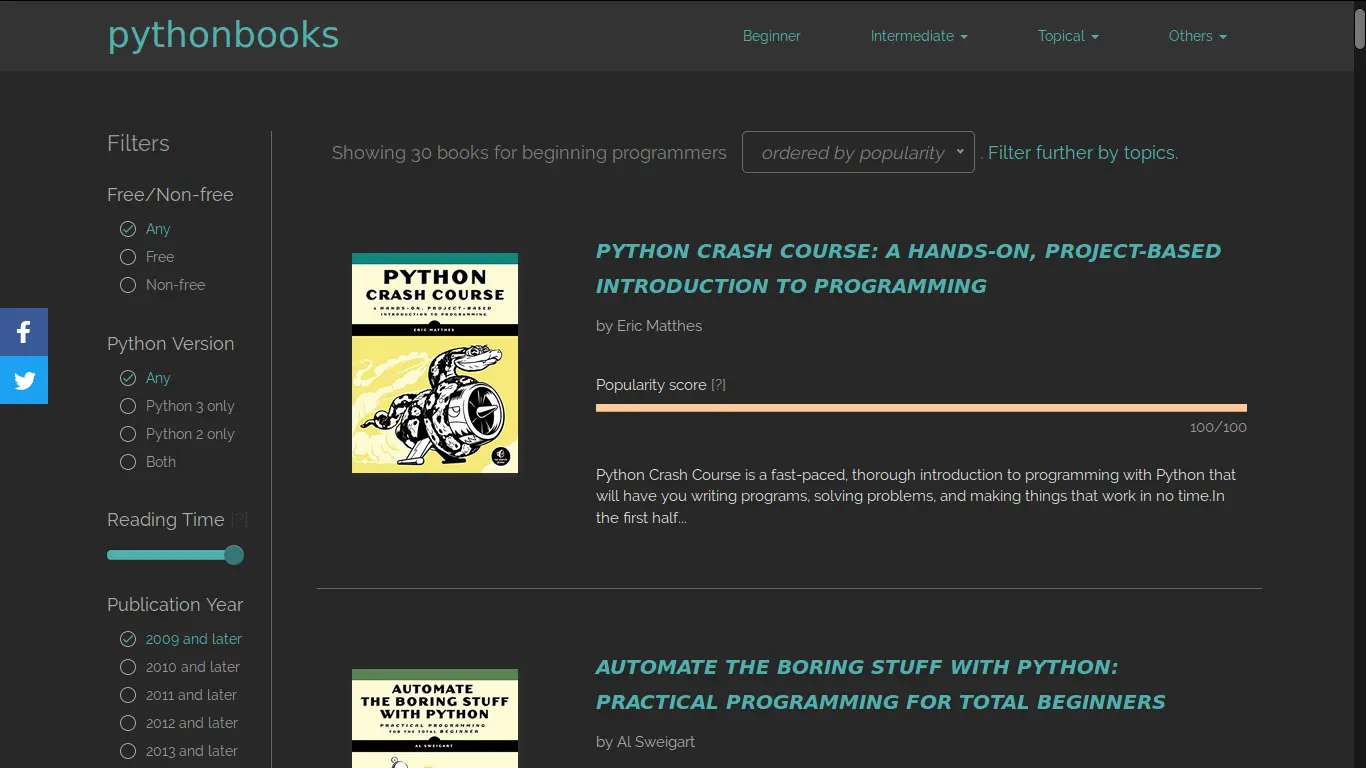 pythonbooks
Beginner
Intermediate
Topical
Others
Filters
Free/Non-free
Any
Free
Non-free
Python Version
Any
Python 3 only
Python 2 only
Both
Reading Time [?]
Publication Year
2009 and later
2010 and later
2011 and later
2012 and later
2013 and later
Showing 30 books for beginning programmers
ordered by popularity
. Filter further by topics.
PYTHON
CRASH COURSE
A HANDS-ON, PROJECT-BASED
INTRODUCTION TO PROGRAMMING
ERIC MATTHES
PYTHON CRASH COURSE: A HANDS-ON, PROJECT-BASED
INTRODUCTION TO PROGRAMMING
by Eric Matthes
Popularity score [?]
100/100
Python Crash Course is a fast-paced, thorough introduction to programming with Python that
will have you writing programs, solving problems, and making things that work in no time.In
the first half...
AUTOMATE
THE BORING STUFF
WITH PYTHON
PRACTICAL PROGRAMMING
FOR THE TOTAL BEGINNER
AL SWEIGART
AUTOMATE THE BORING STUFF WITH PYTHON:
PRACTICAL PROGRAMMING FOR TOTAL BEGINNERS
by Al Sweigart